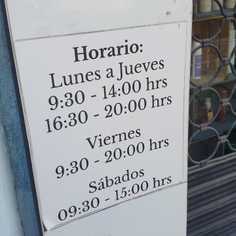 Horario:
Lunes a Jueves
9:30 - 14:00 hrs
16:30 - 20:00 hrs
Viernes
9:30 - 20:00 hrs
Sábados
09:30 - 15:00 hrs